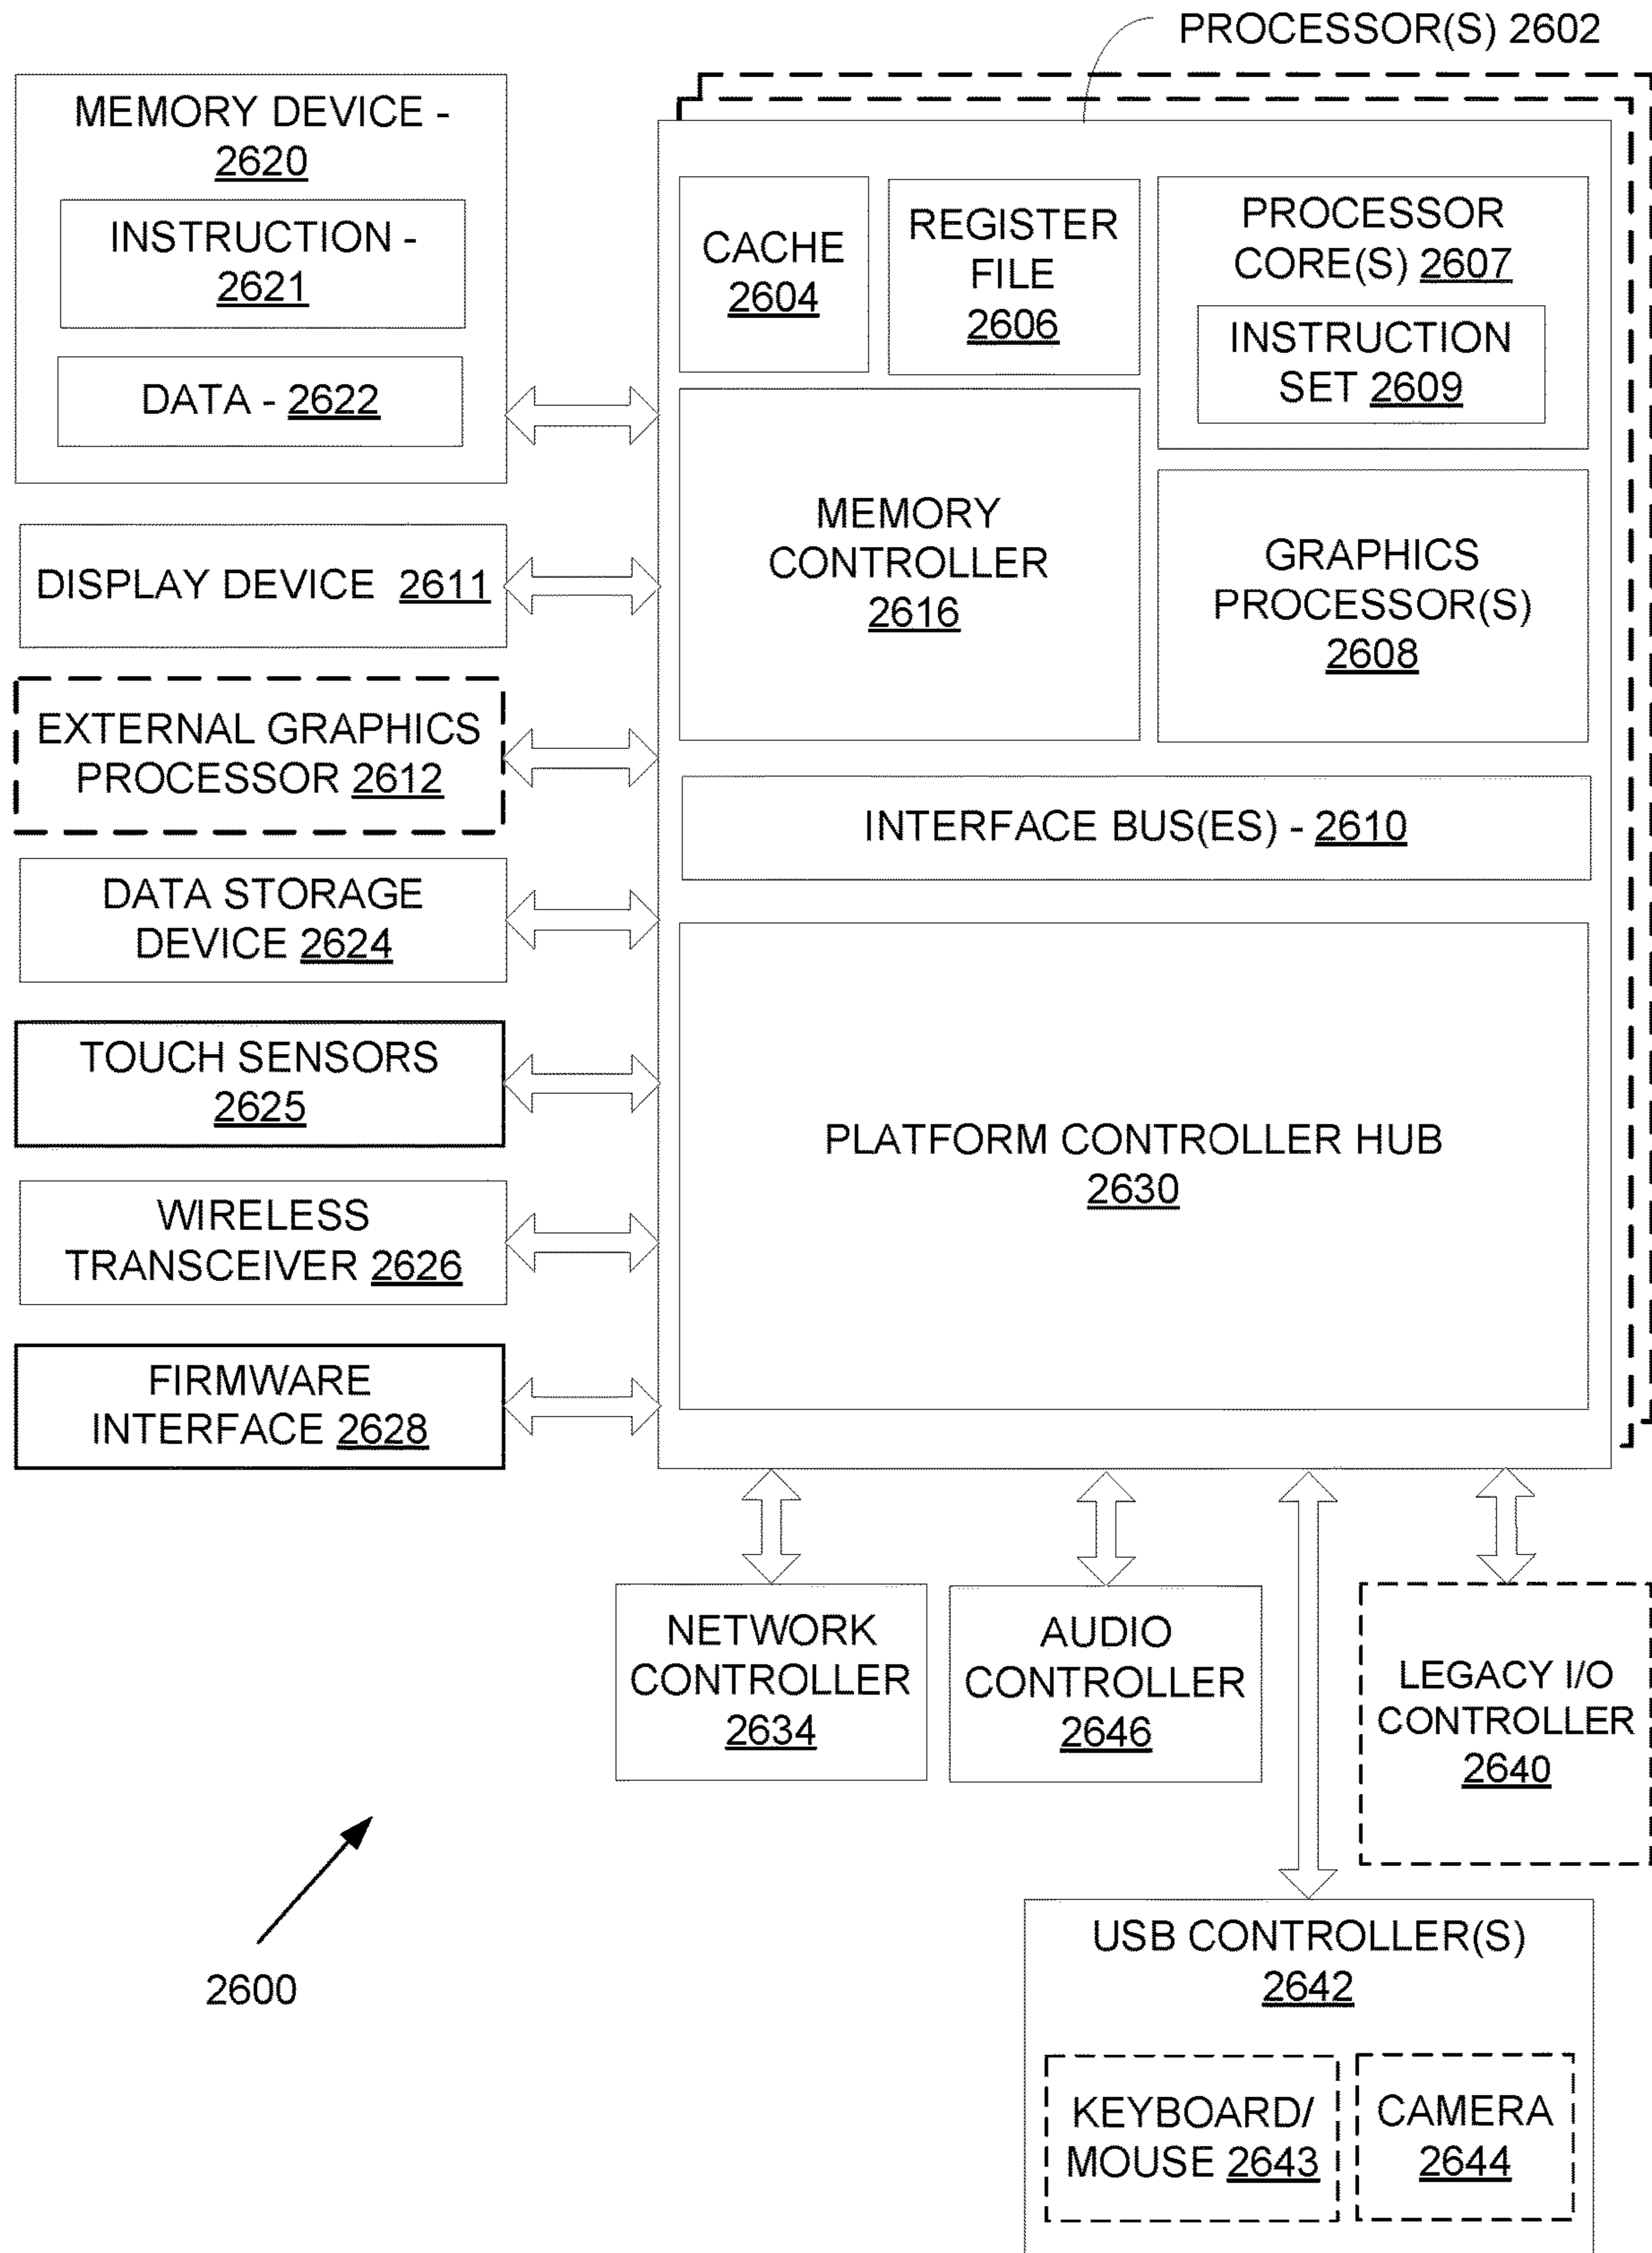 PROCESSOR(S) 2602
MEMORY DEVICE -
2620
INSTRUCTION -
2621
DATA - 2622
DISPLAY DEVICE 2611
EXTERNAL GRAPHICS
PROCESSOR 2612
DATA STORAGE
DEVICE 2624
TOUCH SENSORS
2625
WIRELESS
TRANSCEIVER 2626
FIRMWARE
INTERFACE 2628
CACHE
2604
REGISTER
FILE
2606
PROCESSOR
CORE(S) 2607
INSTRUCTION
SET 2609
MEMORY
CONTROLLER
2616
GRAPHICS
PROCESSOR(S)
2608
INTERFACE BUS(ES) - 2610
PLATFORM CONTROLLER HUB
2630
NETWORK
CONTROLLER
2634
AUDIO
CONTROLLER
2646
LEGACY I/O
CONTROLLER
2640
USB CONTROLLER(S)
2642
KEYBOARD/
MOUSE 2643
CAMERA
2644
2600